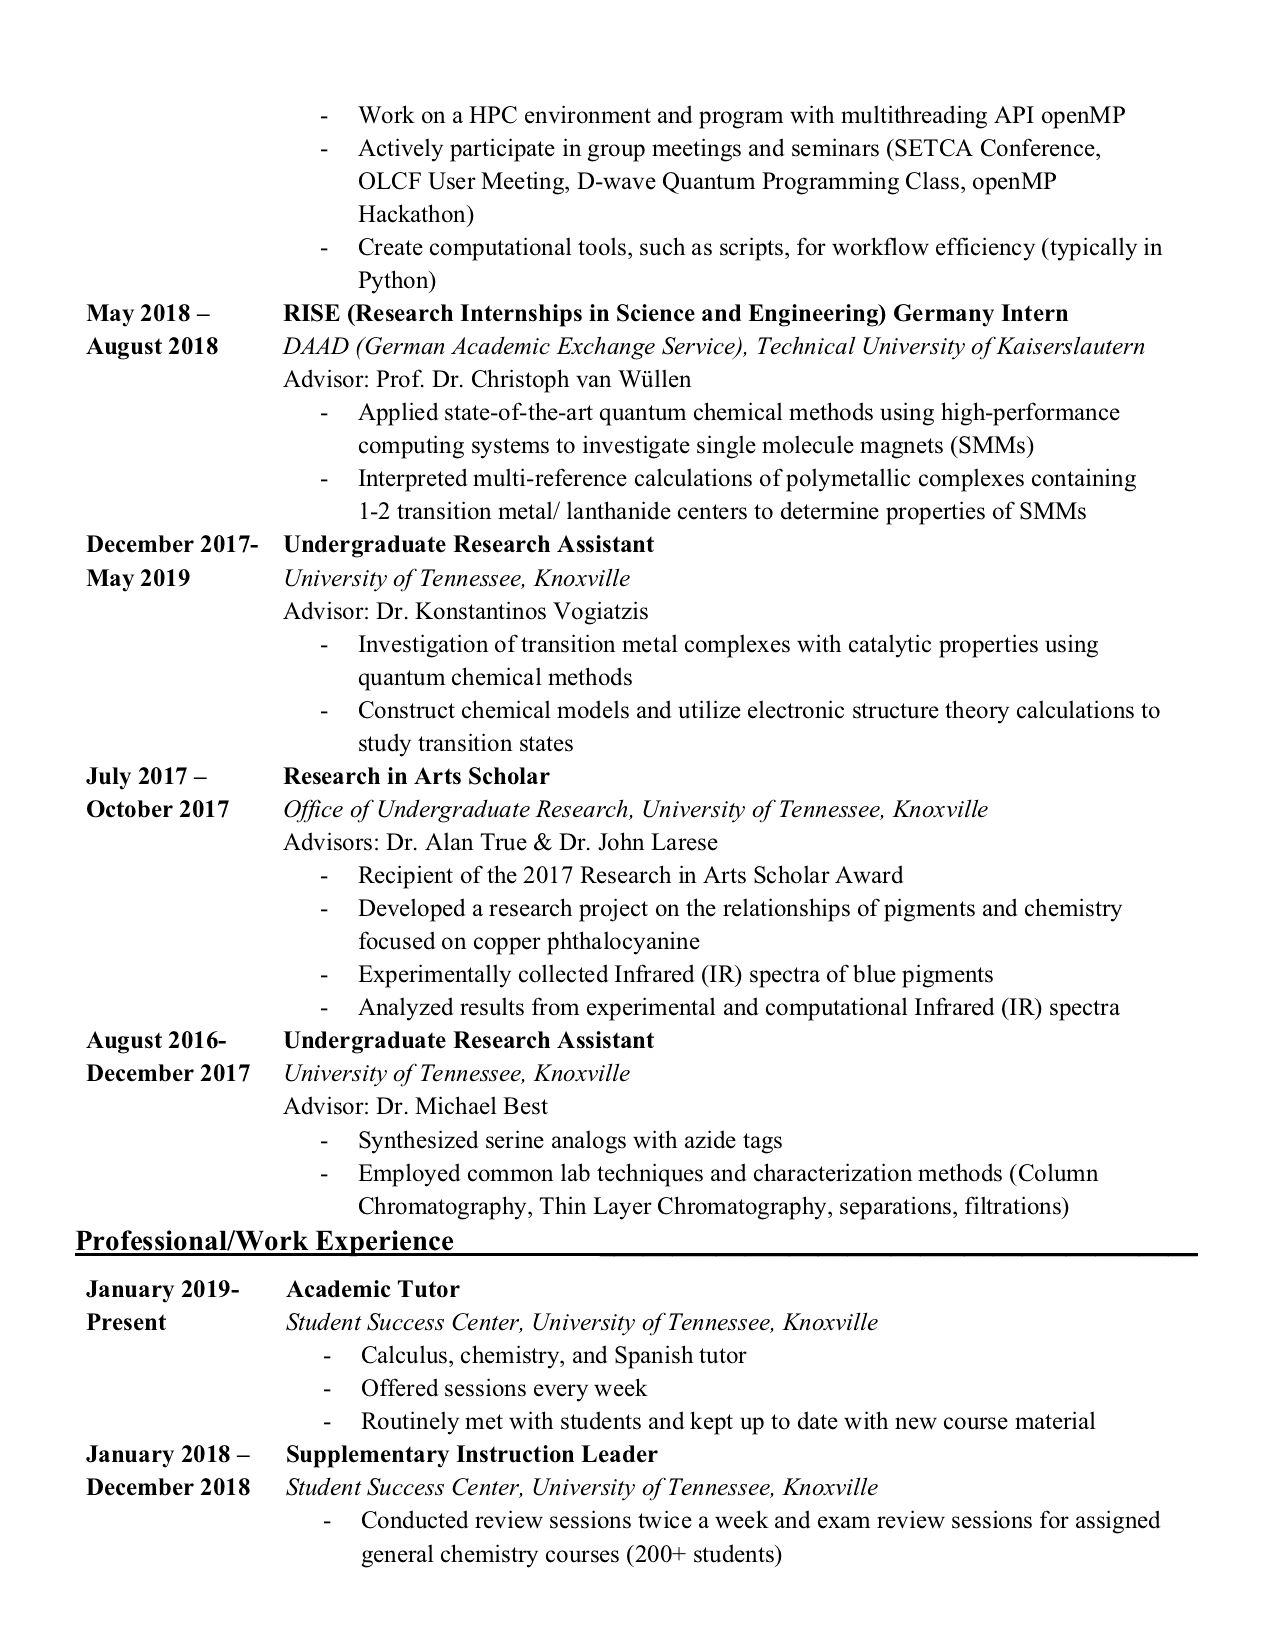 - Work on a HPC environment and program with multithreading API openMP
- Actively participate in group meetings and seminars (SETCA Conference,
OLCF User Meeting, D-wave Quantum Programming Class, openMP
Hackathon)
- Create computational tools, such as scripts, for workflow efficiency (typically in
Python)
May 2018 – RISE (Research Internships in Science and Engineering) Germany Intern
August 2018 DAAD (German Academic Exchange Service), Technical University of Kaiserslautern
Advisor: Prof. Dr. Christoph van Wüllen
- Applied state-of-the-art quantum chemical methods using high-performance
computing systems to investigate single molecule magnets (SMMs)
- Interpreted multi-reference calculations of polymetallic complexes containing
1-2 transition metal/ lanthanide centers to determine properties of SMMs
December 2017- Undergraduate Research Assistant
May 2019 University of Tennessee, Knoxville
Advisor: Dr. Konstantinos Vogiatzis
- Investigation of transition metal complexes with catalytic properties using
quantum chemical methods
- Construct chemical models and utilize electronic structure theory calculations to
study transition states
July 2017 – Research in Arts Scholar
October 2017 Office of Undergraduate Research, University of Tennessee, Knoxville
Advisors: Dr. Alan True & Dr. John Larese
- Recipient of the 2017 Research in Arts Scholar Award
- Developed a research project on the relationships of pigments and chemistry
focused on copper phthalocyanine
- Experimentally collected Infrared (IR) spectra of blue pigments
- Analyzed results from experimental and computational Infrared (IR) spectra
August 2016- Undergraduate Research Assistant
December 2017 University of Tennessee, Knoxville
Advisor: Dr. Michael Best
- Synthesized serine analogs with azide tags
- Employed common lab techniques and characterization methods (Column
Chromatography, Thin Layer Chromatography, separations, filtrations)
Professional/Work Experience
January 2019- Academic Tutor
Present Student Success Center, University of Tennessee, Knoxville
- Calculus, chemistry, and Spanish tutor
- Offered sessions every week
- Routinely met with students and kept up to date with new course material
January 2018 – Supplementary Instruction Leader
December 2018 Student Success Center, University of Tennessee, Knoxville
- Conducted review sessions twice a week and exam review sessions for assigned
general chemistry courses (200+ students)